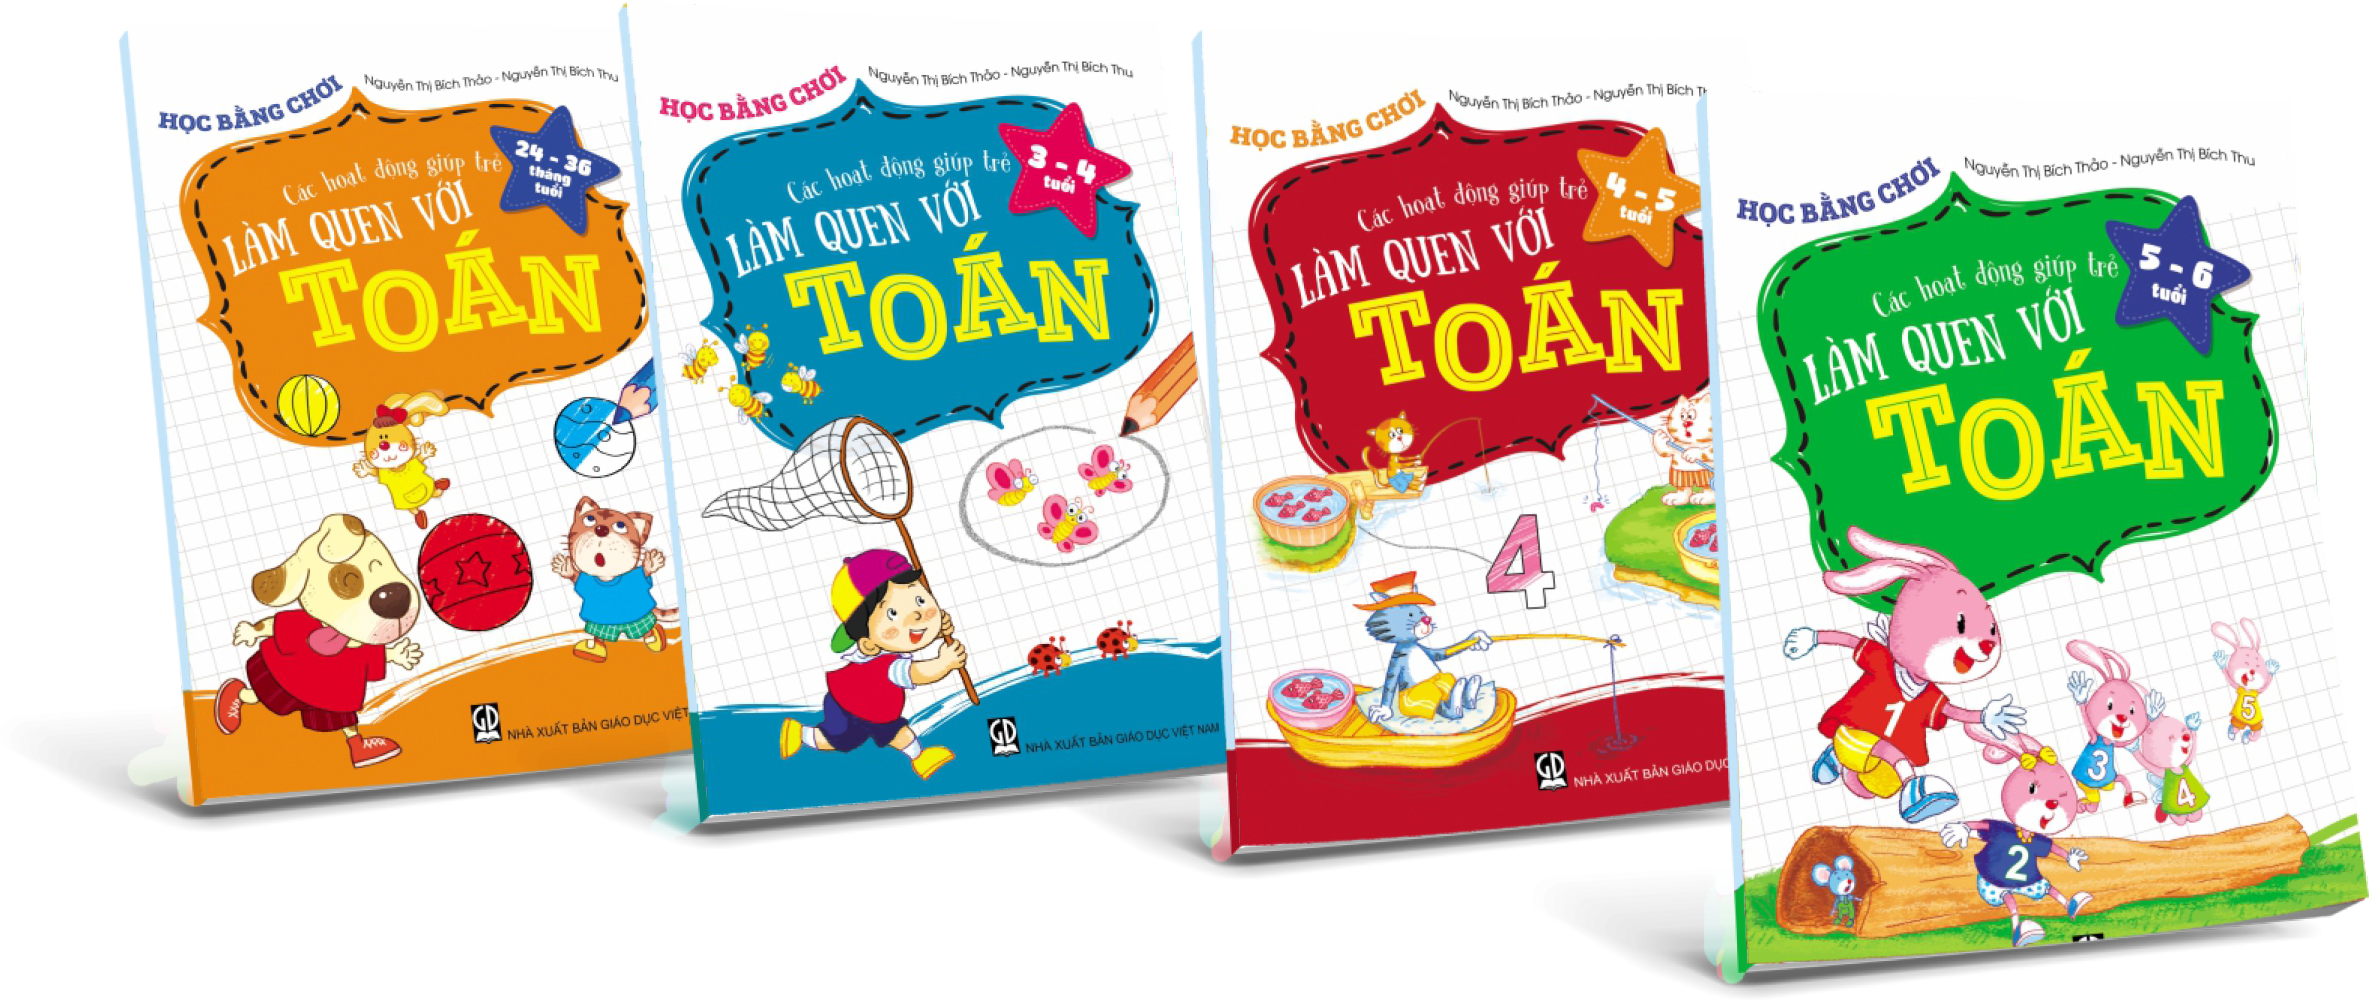 HỌC BẰNG CHƠI
Nguyễn Thị Bích Thảo - Nguyễn Thị Bích Thu
24 - 36
tháng
tuổi
Các hoạt động giúp trẻ
LÀM QUEN VỚI
TOÁN
GD
NHÀ XUẤT BẢN GIÁO DỤC VIỆT
HỌC BẰNG CHƠI
Nguyễn Thị Bích Thảo - Nguyễn Thị Bích Thu
3 - 4
tuổi
Các hoạt động giúp trẻ
LÀM QUEN VỚI
TOÁN
GD
NHÀ XUẤT BẢN GIÁO DỤC VIỆT NAM
HỌC BẰNG CHƠI
Nguyễn Thị Bích Thảo - Nguyễn Thị Bích
4 - 5
tuổi
Các hoạt động giúp trẻ
LÀM QUEN VỚI
TOÁN
4
GD
NHÀ XUẤT BẢN GIÁO DỤC
HỌC BẰNG CHƠI
Nguyễn Thị Bích Thảo - Nguyễn Thị Bích Thu
5 - 6
tuổi
Các hoạt động giúp trẻ
LÀM QUEN VỚI
TOÁN
1
5
3
4
2